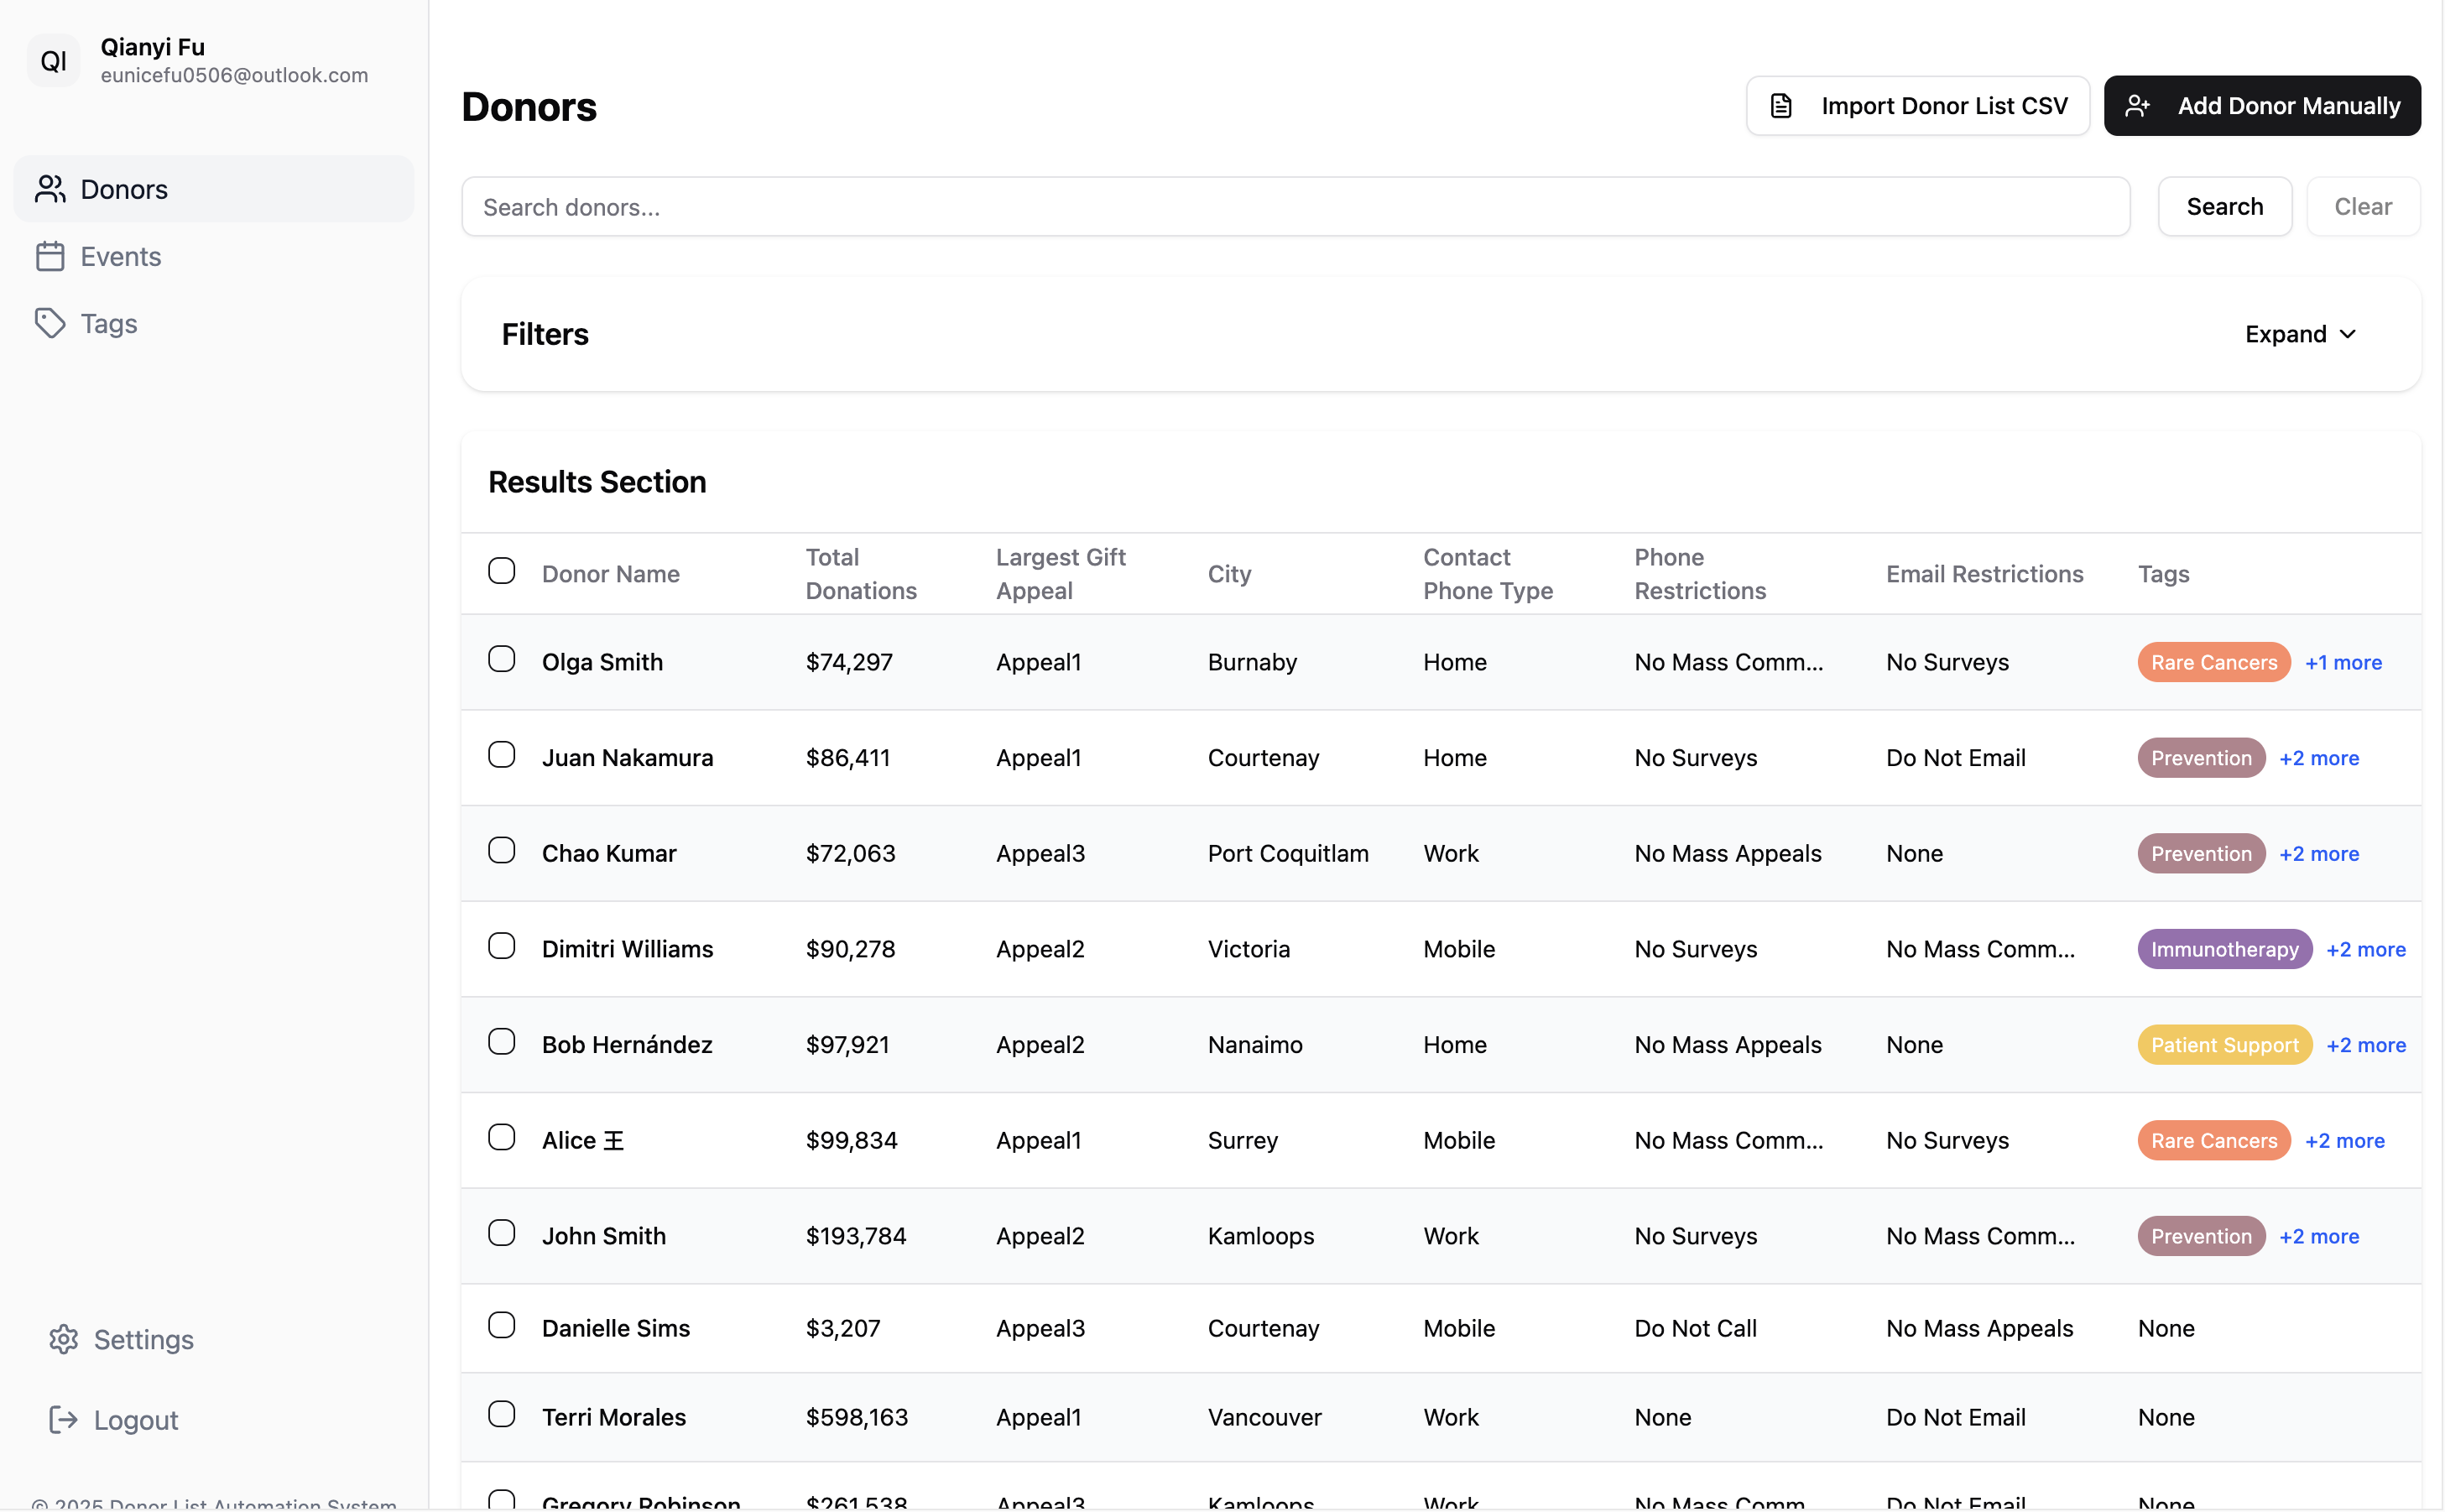 QI
Qianyi Fu
eunicefu0506@outlook.com
Donors
Events
Tags
Settings
Logout
© 2025 Donor List Automation System
Donors
Import Donor List CSV
Add Donor Manually
Search donors...
Search
Clear
Filters
Expand
Results Section
Donor Name Total Donations Largest Gift Appeal City Contact Phone Type Phone Restrictions Email Restrictions Tags
Olga Smith $74,297 Appeal1 Burnaby Home No Mass Comm... No Surveys Rare Cancers +1 more
Juan Nakamura $86,411 Appeal1 Courtenay Home No Surveys Do Not Email Prevention +2 more
Chao Kumar $72,063 Appeal3 Port Coquitlam Work No Mass Appeals None Prevention +2 more
Dimitri Williams $90,278 Appeal2 Victoria Mobile No Surveys No Mass Comm... Immunotherapy +2 more
Bob Hernández $97,921 Appeal2 Nanaimo Home No Mass Appeals None Patient Support +2 more
Alice 王 $99,834 Appeal1 Surrey Mobile No Mass Comm... No Surveys Rare Cancers +2 more
John Smith $193,784 Appeal2 Kamloops Work No Surveys No Mass Comm... Prevention +2 more
Danielle Sims $3,207 Appeal3 Courtenay Mobile Do Not Call No Mass Appeals None
Terri Morales $598,163 Appeal1 Vancouver Work None Do Not Email None
Gregory Robinson $261,538 Appeal3 Kamloops Work No Mass Comm... Do Not Email None